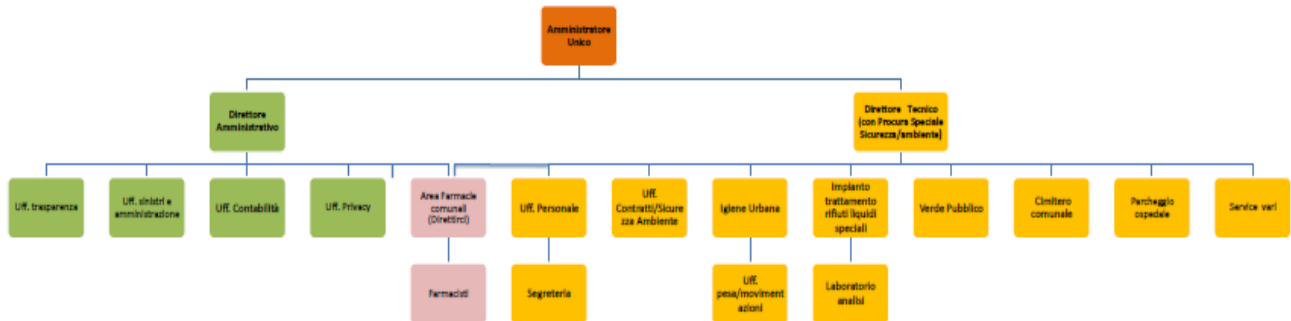 Amministratore
Unico
Direttore
Amministrativo
Direttore Tecnico
(con Procura Speciale
Sicurezza/ambiente)
Uff. trasparenza
Uff. sinistri e
amministrazione
Uff. Contabilità
Uff. Privacy
Area Farmacie
comunali
(Direttirci)
Uff. Personale
Uff.
Contratti/Sicure
zza Ambiente
Igiene Urbana
Impianto
trattamento
rifiuti liquidi
speciali
Verde Pubblico
Cimitero
comunale
Parcheggio
ospedale
Service vari
Farmacisti
Segreteria
Uff.
pesa/moviment
azioni
Laboratorio
analisi